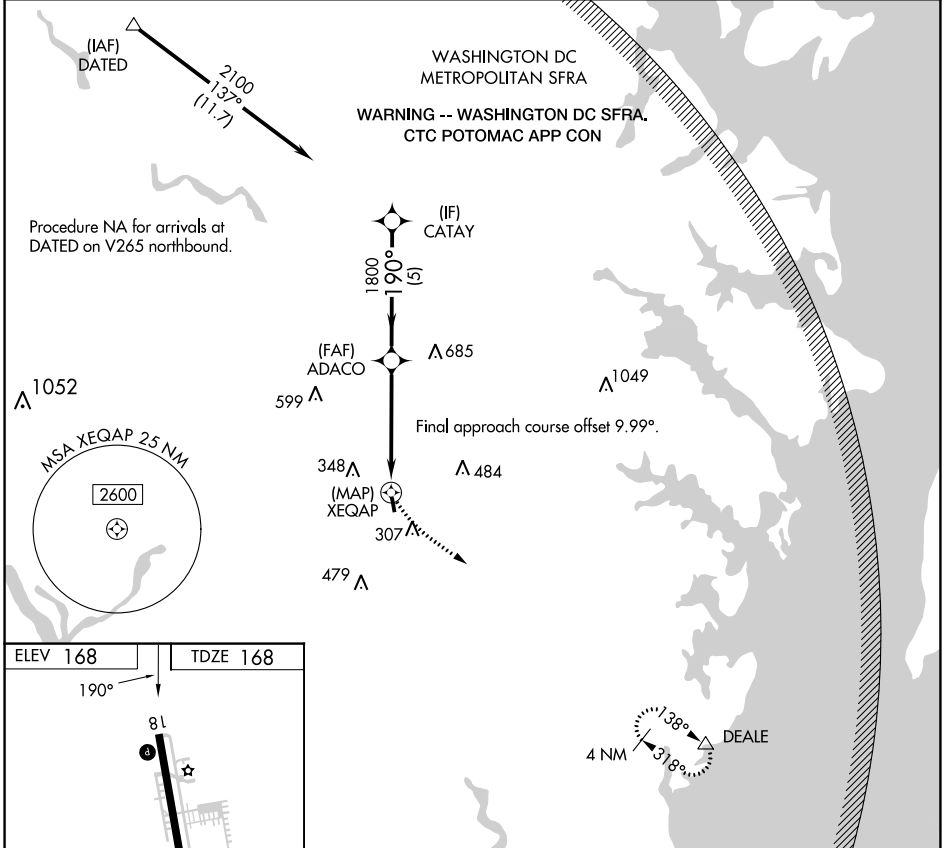 (IAF)
DATED
2100
137°
(11.7)
WASHINGTON DC
METROPOLITAN SFRA
WARNING -- WASHINGTON DC SFRA.
CTC POTOMAC APP CON
Procedure NA for arrivals at
DATED on V265 northbound.
(IF)
CATAY
1800
190°
(5)
(FAF)
ADACO
685
1052
599
1049
Final approach course offset 9.99°.
MSA XEQAP 25 NM
2600
348
484
(MAP)
XEQAP
307
479
ELEV 168
TDZE 168
190°
18
P
138°
DEALE
4 NM
318°